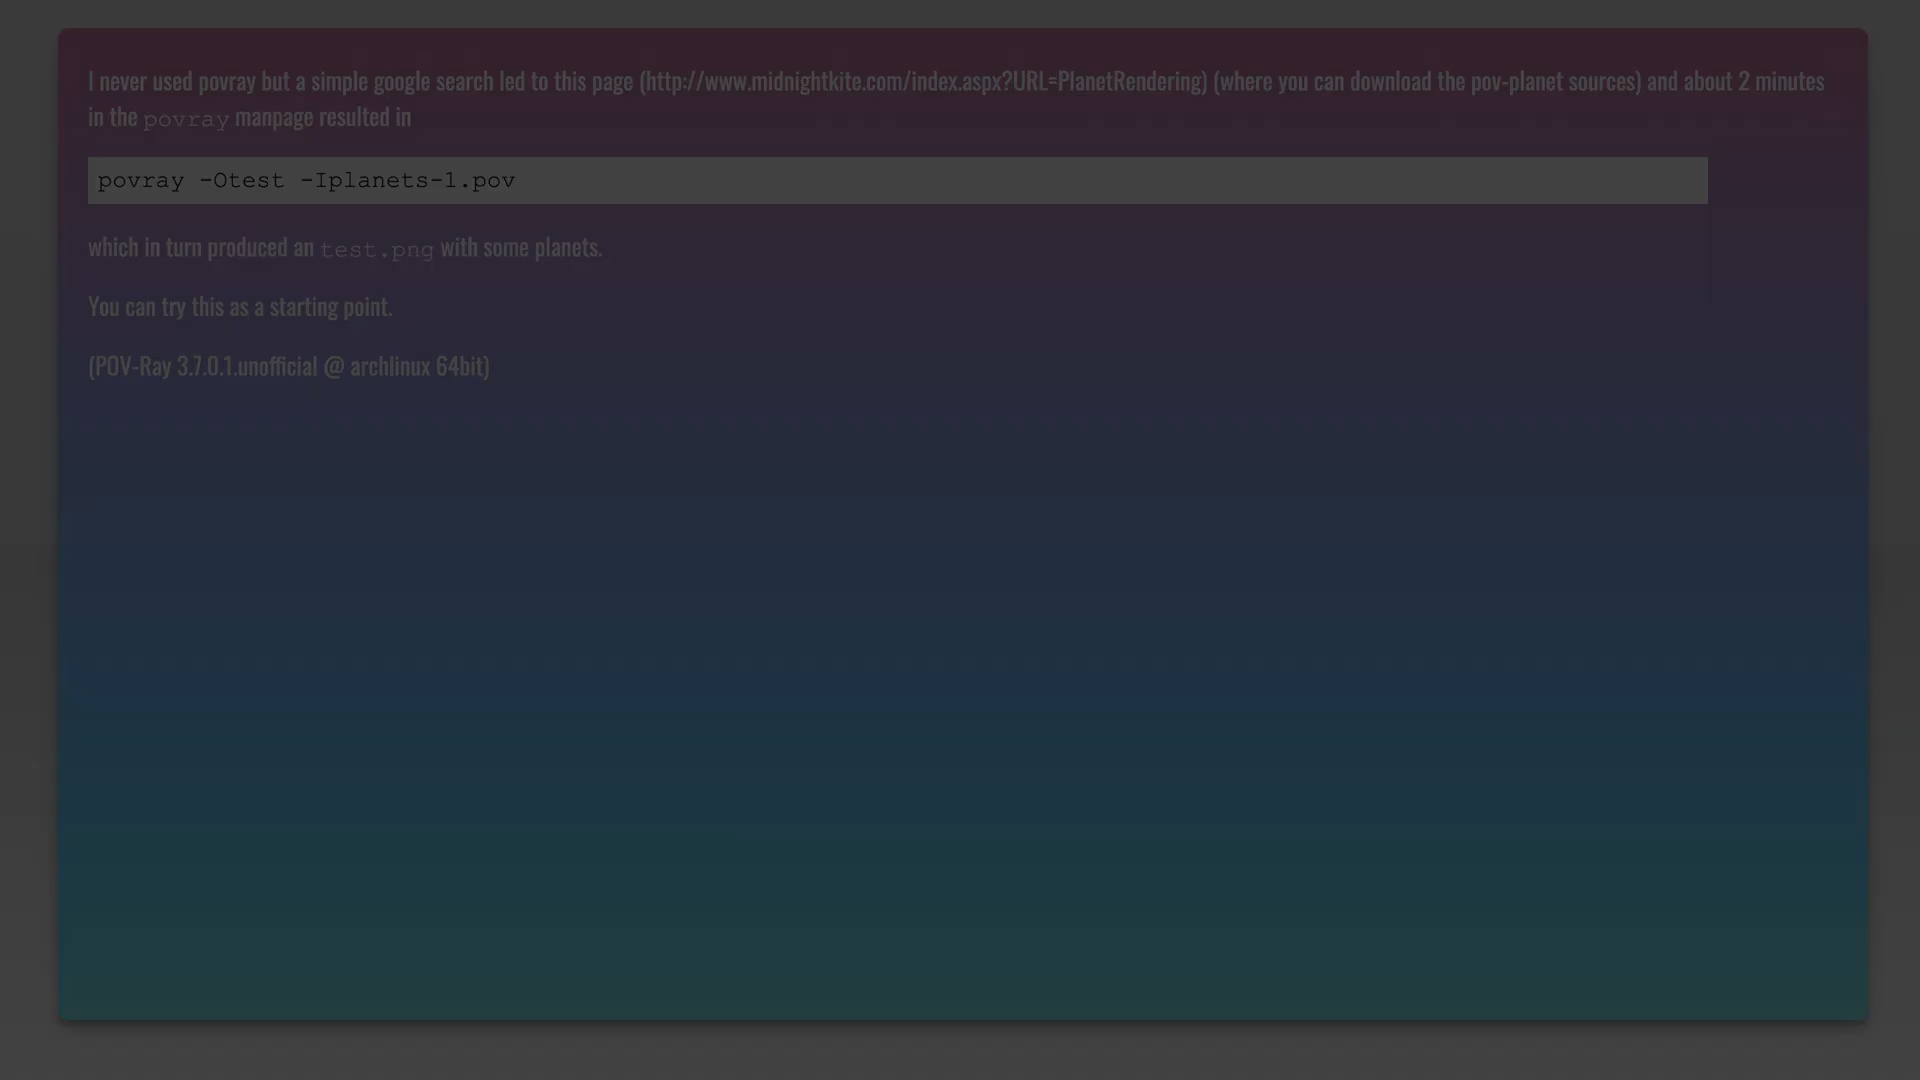 I never used povray but a simple google search led to this page (http://www.midnightkite.com/index.aspx?URL=PlanetRendering) (where you can download the pov-planet sources) and about 2 minutes
in the povray manpage resulted in
povray -Otest -Iplanets-1.pov
which in turn produced an test.png with some planets.
You can try this as a starting point.
(POV-Ray 3.7.0.1.unofficial @ archlinux 64bit)